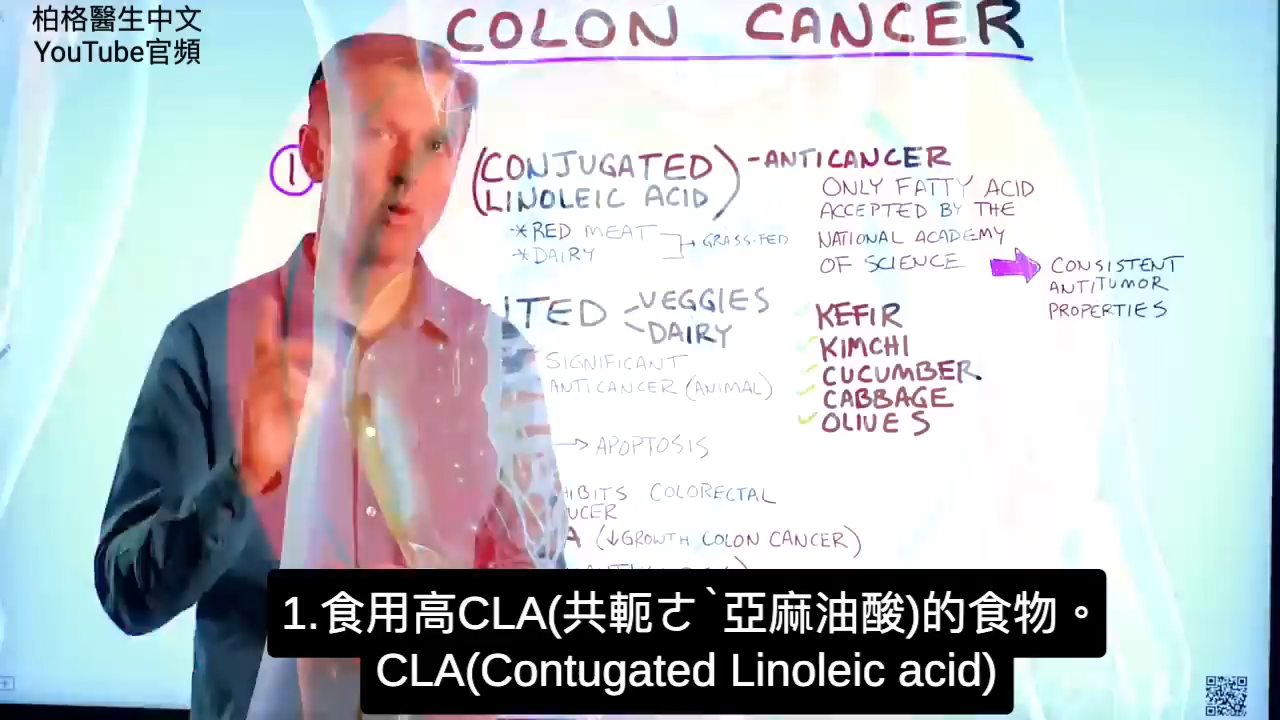 柏格醫生中文
YouTube官頻
COLON CANCER
1
(CONJUGATED LINOLEIC ACID) - ANTICANCER
* RED MEAT
* DAIRY
GRASS-FED
ONLY FATTY ACID
ACCEPTED BY THE
NATIONAL ACADEMY
OF SCIENCE
CONSISTENT
ANTITUMOR
PROPERTIES
VEGGIES
DAIRY
SIGNIFICANT
ANTICANCER (ANIMAL)
→ APOPTOSIS
COLORECTAL
(↓GROWTH COLON CANCER)
KEFIR
KIMCHI
CUCUMBER
CABBAGE
OLIVES
1.食用高CLA(共軛ㄜˋ亞麻油酸)的食物。
CLA(Contugated Linoleic acid)